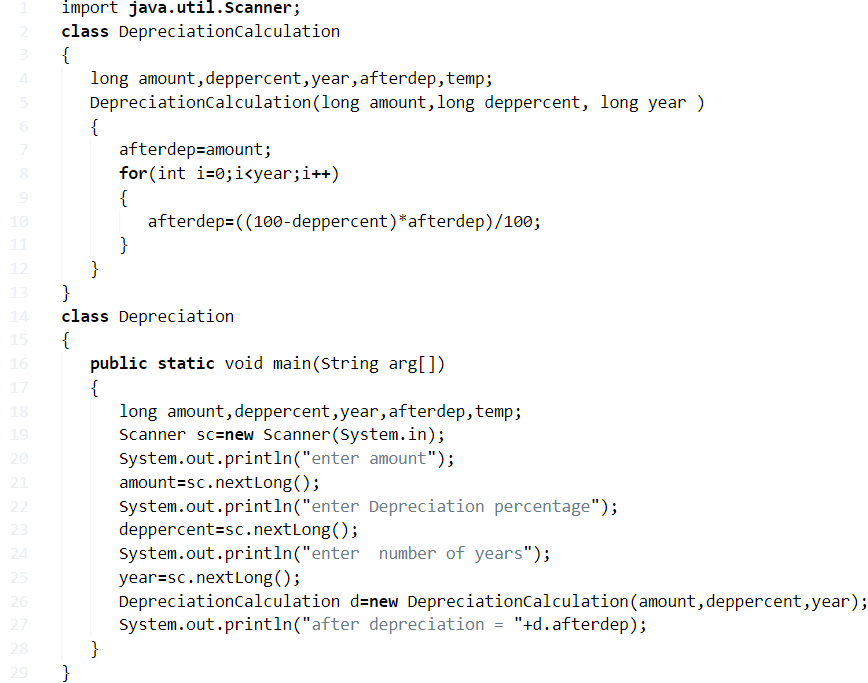 1 import java.util.Scanner;
2 class DepreciationCalculation
3 {
4 long amount,deppercent,year,afterdep,temp;
5 DepreciationCalculation(long amount,long deppercent, long year )
6 {
7 afterdep=amount;
8 for(int i=0;i<year;i++)
9 {
10 afterdep=((100-deppercent)*afterdep)/100;
11 }
12 }
13 }
14 class Depreciation
15 {
16 public static void main(String arg[])
17 {
18 long amount,deppercent,year,afterdep,temp;
19 Scanner sc=new Scanner(System.in);
20 System.out.println("enter amount");
21 amount=sc.nextLong();
22 System.out.println("enter Depreciation percentage");
23 deppercent=sc.nextLong();
24 System.out.println("enter  number of years");
25 year=sc.nextLong();
26 DepreciationCalculation d=new DepreciationCalculation(amount,deppercent,year);
27 System.out.println("after depreciation = "+d.afterdep);
28 }
29 }